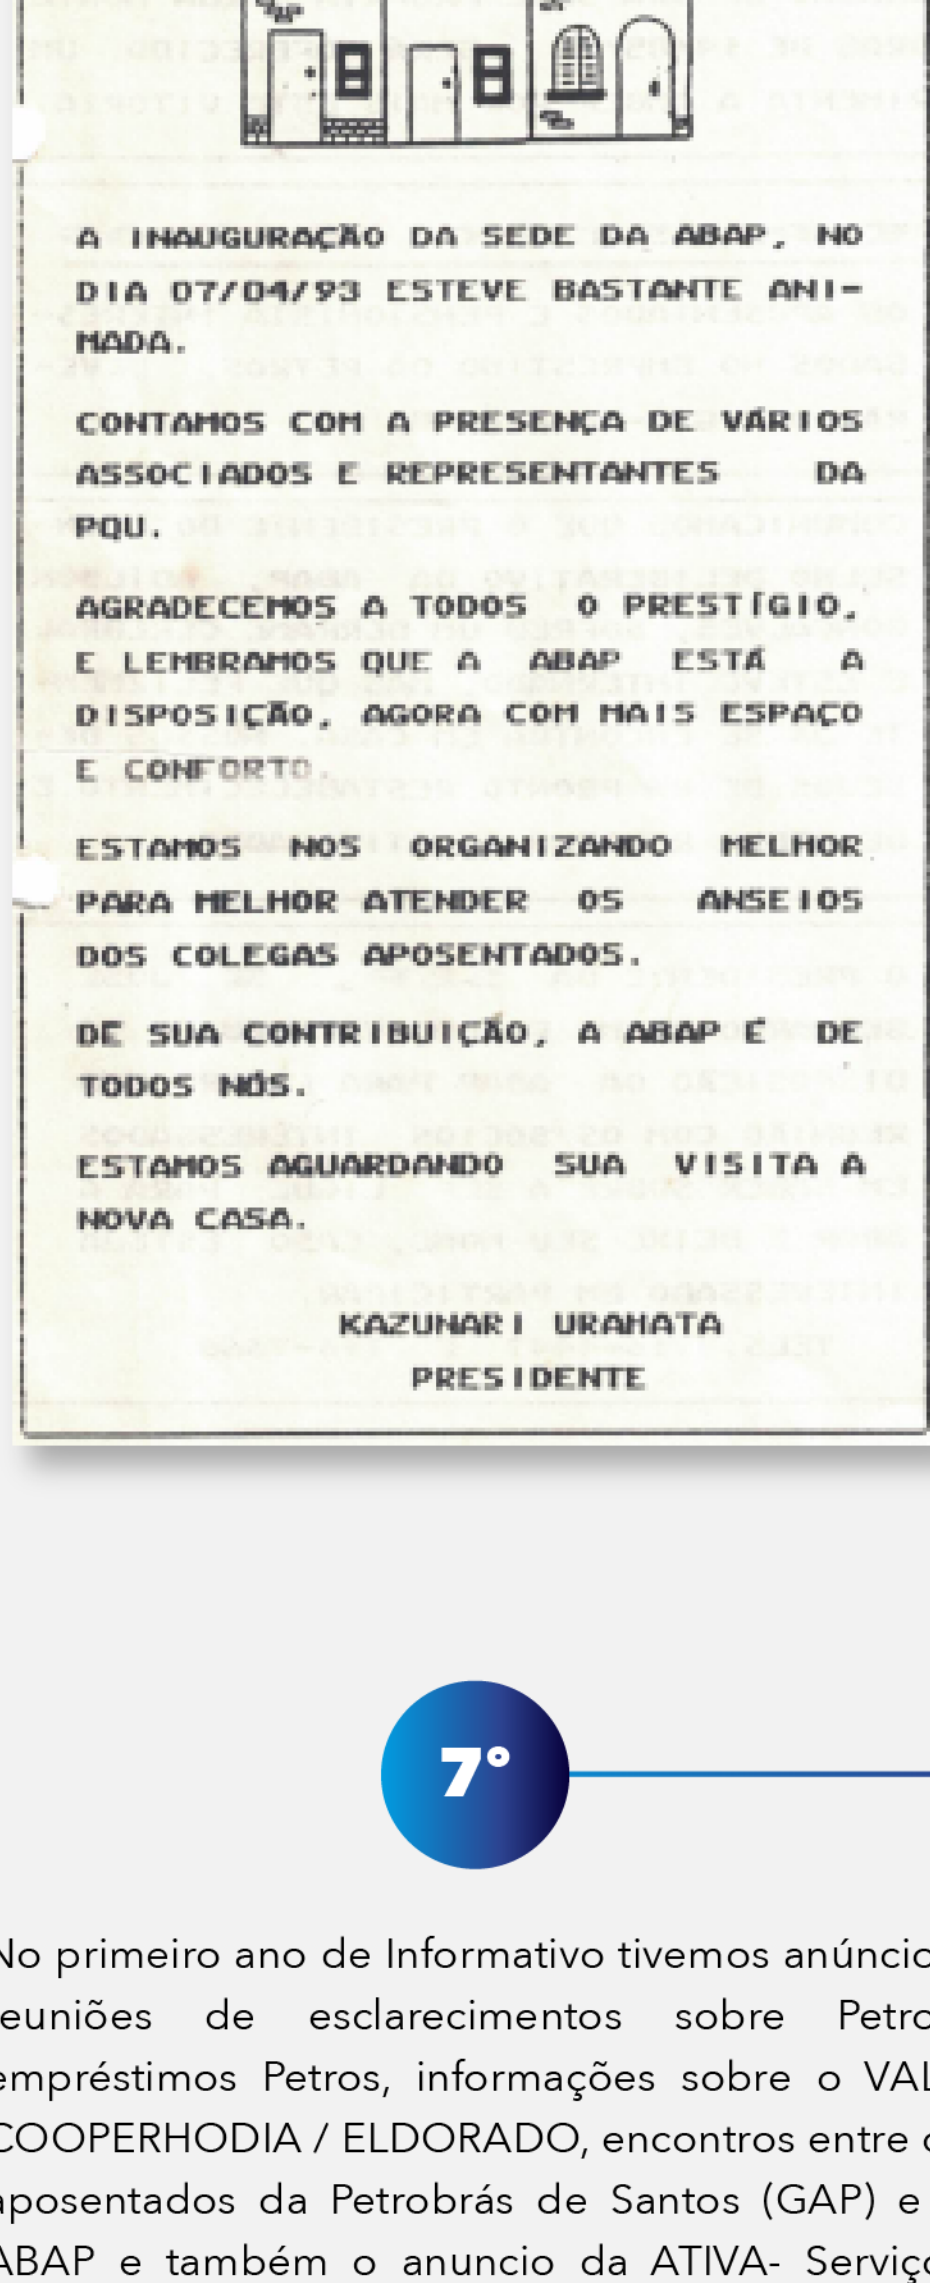 A INAUGURAÇÃO DA SEDE DA ABAP, NO
DIA 07/04/93 ESTEVE BASTANTE ANI-
MADA.
CONTAMOS COM A PRESENÇA DE VÁRIOS
ASSOCIADOS E REPRESENTANTES DA
PQU.
AGRADECEMOS A TODOS O PRESTÍGIO,
E LEMBRAMOS QUE A ABAP ESTÁ A
DISPOSIÇÃO, AGORA COM MAIS ESPAÇO
E CONFORTO.
ESTAMOS NOS ORGANIZANDO MELHOR
PARA MELHOR ATENDER OS ANSEIOS
DOS COLEGAS APOSENTADOS.
DE SUA CONTRIBUIÇÃO, A ABAP É DE
TODOS NÓS.
ESTAMOS AGUARDANDO SUA VISITA A
NOVA CASA.
KAZUNARI URAHATA
PRESIDENTE
7°
No primeiro ano de Informativo tivemos anúncio
reuniões de esclarecimentos sobre Petro
empréstimos Petros, informações sobre o VAL
COOPERHODIA / ELDORADO, encontros entre
aposentados da Petrobrás de Santos (GAP) e
ABAP e também o anuncio da ATIVA- Serviço